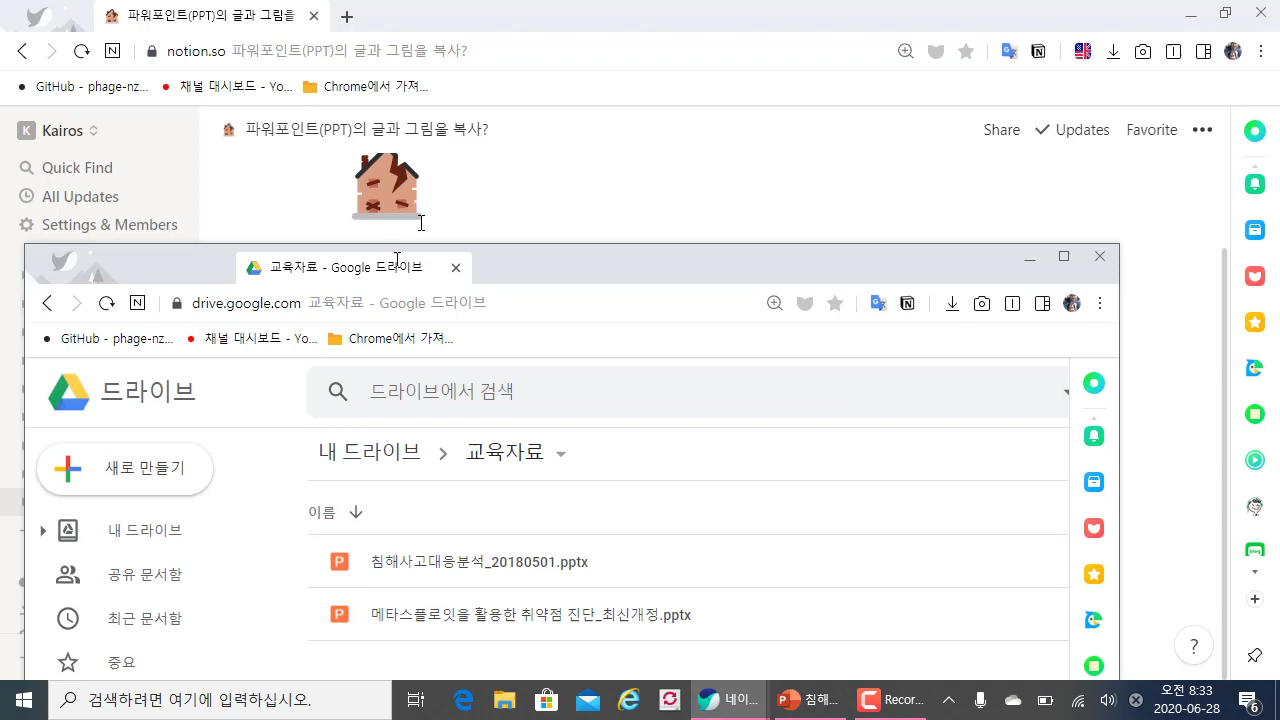 파워포인트(PPT)의 글과 그림을
notion.so 파워포인트(PPT)의 글과 그림을 복사?
GitHub - phage-nz... 채널 대시보드 - Yo... Chrome에서 가져...
K Kairos
파워포인트(PPT)의 글과 그림을 복사?
Share Updates Favorite
Quick Find
All Updates
Settings & Members
교육자료 - Google 드라이브
drive.google.com 교육자료 - Google 드라이브
GitHub - phage-nz... 채널 대시보드 - Yo... Chrome에서 가져...
드라이브
드라이브에서 검색
내 드라이브 > 교육자료
새로 만들기
이름
내 드라이브
침해사고대응분석_20180501.pptx
공유 문서함
메타스플로잇을 활용한 취약점 진단_최신개정.pptx
최근 문서함
중요
?
검색하려면 여기에 입력하십시오.
네이...
침해...
Recor...
오전 8:33
2020-06-28
6